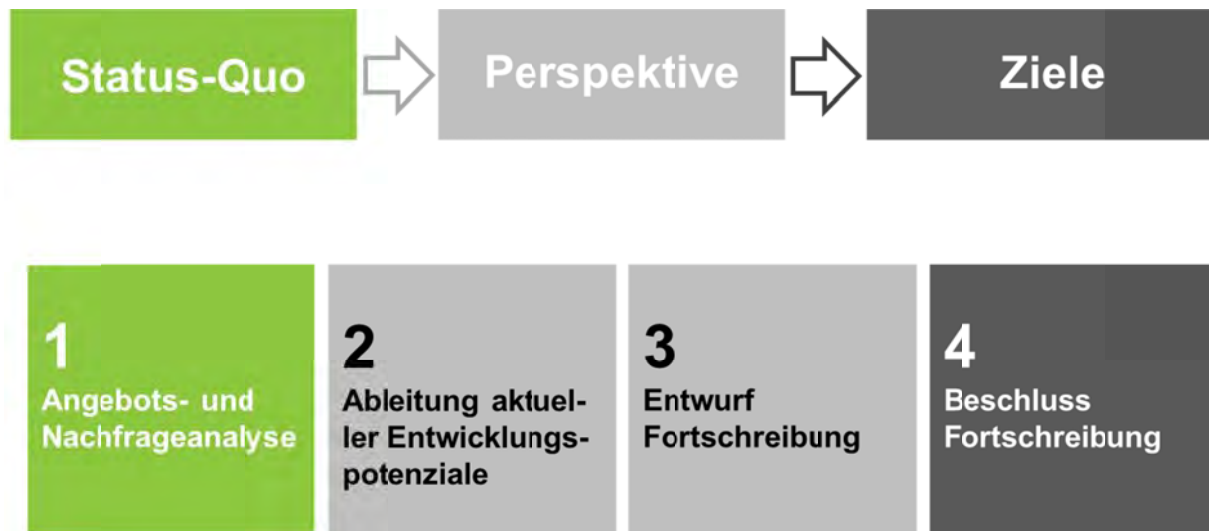 Status-Quo
Perspektive
Ziele
1
Angebots- und
Nachfrageanalyse
2
Ableitung aktuel-
ler Entwicklungs-
potenziale
3
Entwurf
Fortschreibung
4
Beschluss
Fortschreibung